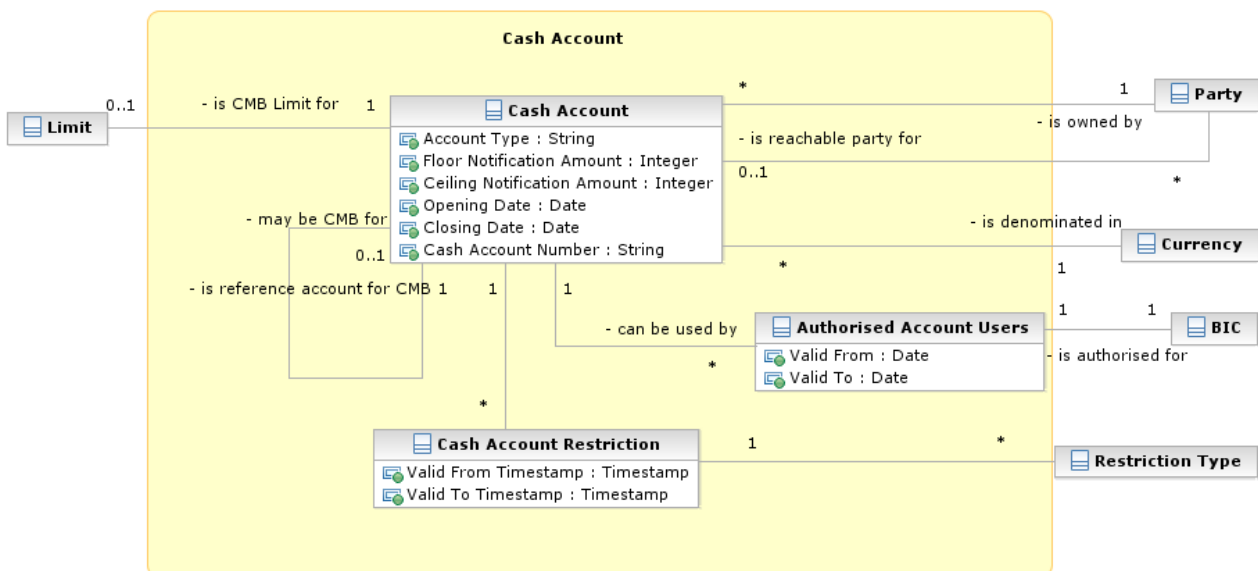 Cash Account
0..1
- is CMB Limit for
1
*
1
Limit
Cash Account
Party
Account Type : String
Floor Notification Amount : Integer
Ceiling Notification Amount : Integer
Opening Date : Date
Closing Date : Date
Cash Account Number : String
- is owned by
- is reachable party for
0..1
*
- may be CMB for
0..1
- is denominated in
Currency
*
1
- is reference account for CMB
1
1
1
- can be used by
*
Authorised Account Users
Valid From : Date
Valid To : Date
1
1
BIC
- is authorised for
*
Cash Account Restriction
Valid From Timestamp : Timestamp
Valid To Timestamp : Timestamp
1
*
Restriction Type